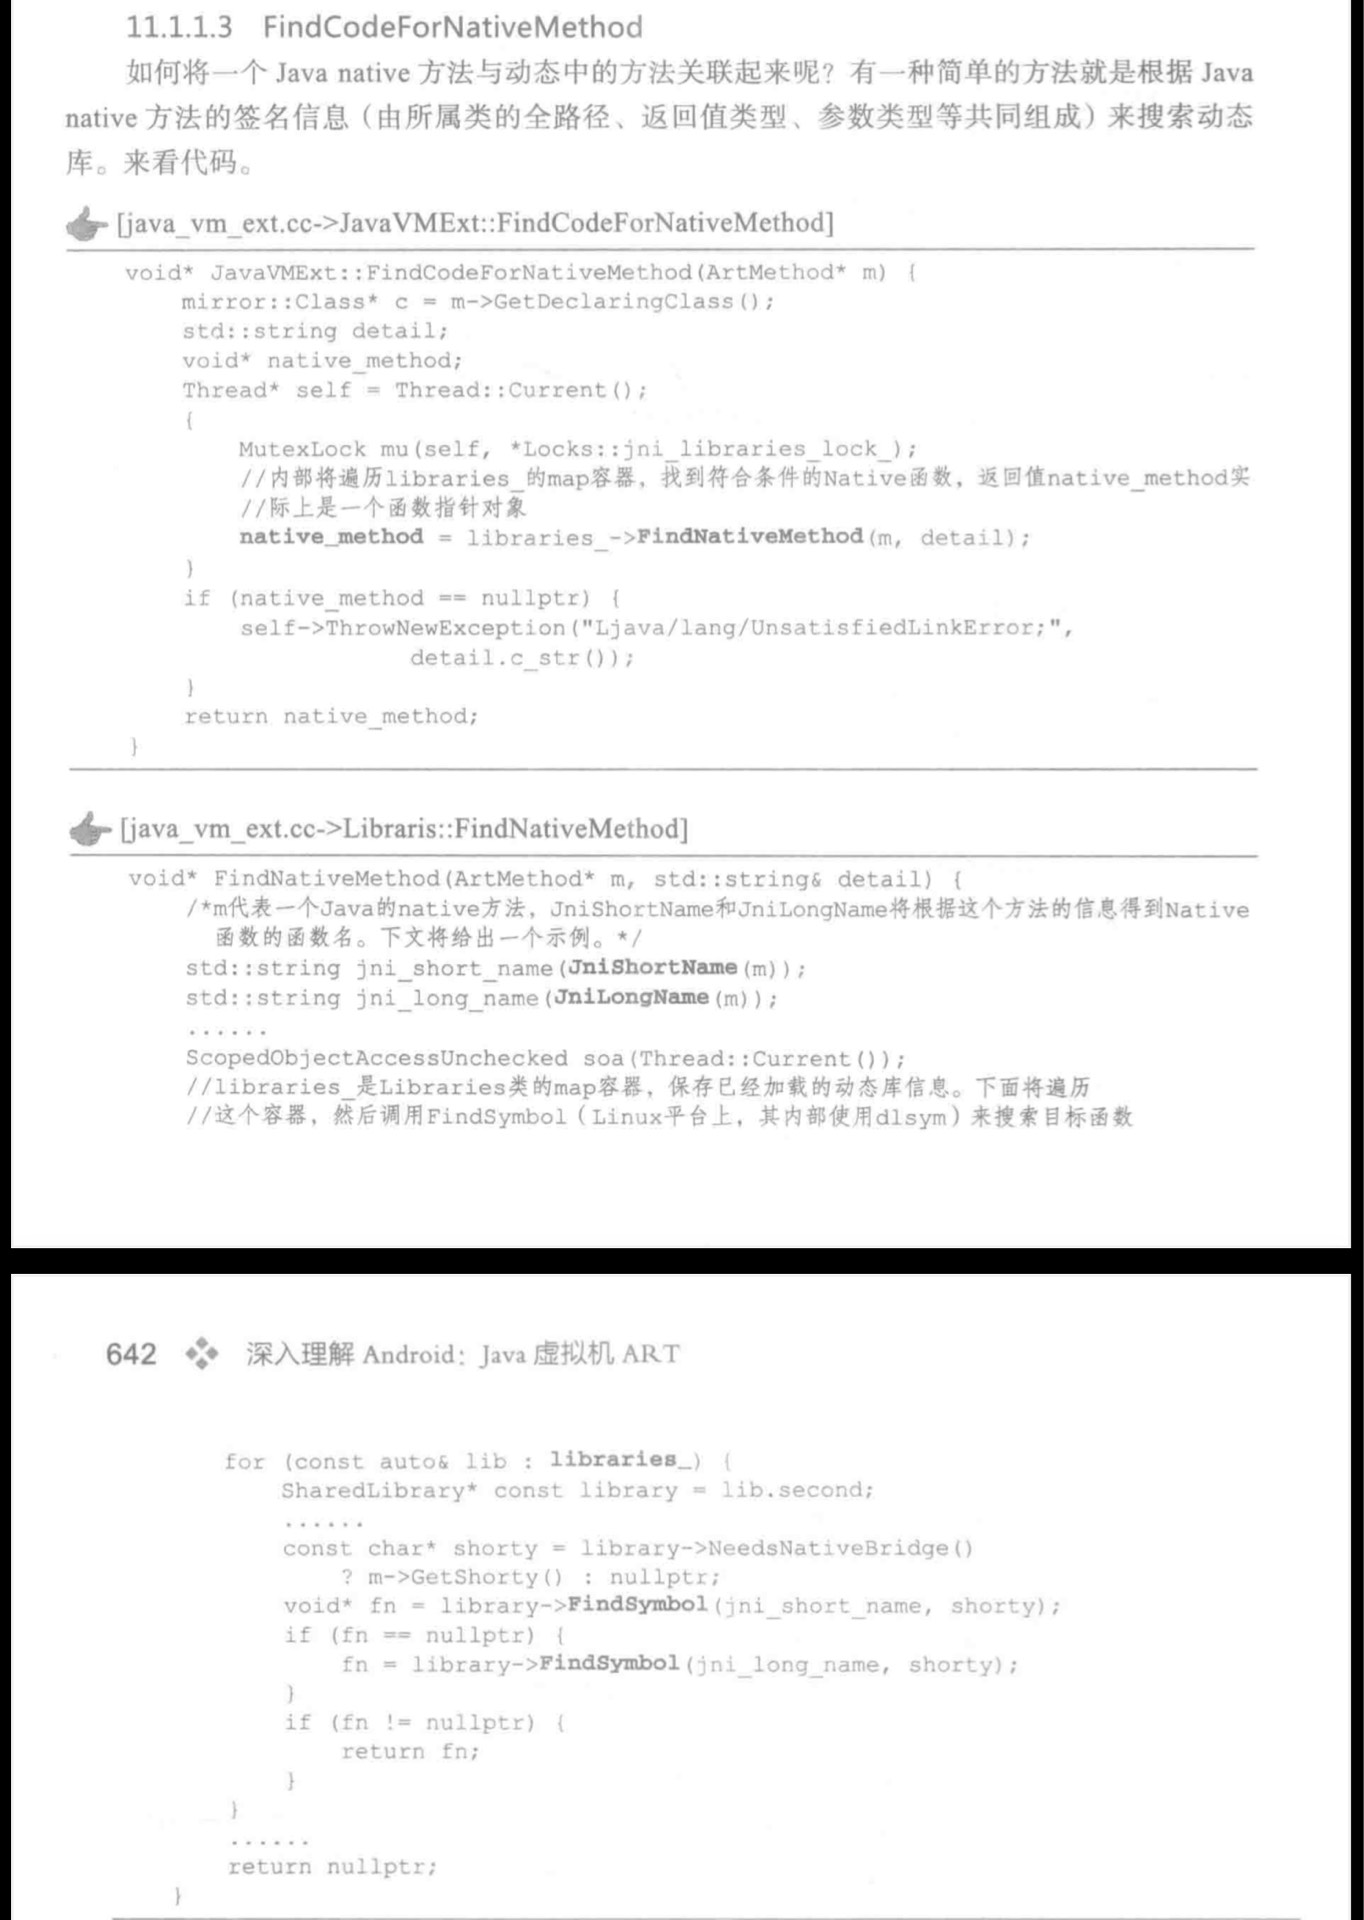 11.1.1.3 FindCodeForNativeMethod
如何将一个 Java native 方法与动态中的方法关联起来呢？有一种简单的方法就是根据 Java
native 方法的签名信息（由所属类的全路径、返回值类型、参数类型等共同组成）来搜索动态
库。来看代码。
[java_vm_ext.cc->JavaVMExt::FindCodeForNativeMethod]
void* JavaVMExt::FindCodeForNativeMethod(ArtMethod* m) {
mirror::Class* c = m->GetDeclaringClass();
std::string detail;
void* native_method;
Thread* self = Thread::Current();
{
MutexLock mu(self, *Locks::jni_libraries_lock_);
//内部将遍历libraries_的map容器，找到符合条件的Native函数，返回值native_method实
//际上是一个函数指针对象
native_method = libraries_->FindNativeMethod(m, detail);
}
if (native_method == nullptr) {
self->ThrowNewException("Ljava/lang/UnsatisfiedLinkError;",
detail.c_str());
}
return native_method;
}
[java_vm_ext.cc->Libraris::FindNativeMethod]
void* FindNativeMethod(ArtMethod* m, std::string& detail) {
/*m代表一个Java的native方法，JniShortName和JniLongName将根据这个方法的信息得到Native
函数的函数名。下文将给出一个示例。*/
std::string jni_short_name(JniShortName(m));
std::string jni_long_name(JniLongName(m));
......
ScopedObjectAccessUnchecked soa(Thread::Current());
//libraries_是Libraries类的map容器，保存已经加载的动态库信息。下面将遍历
//这个容器，然后调用FindSymbol（Linux平台上，其内部使用dlsym）来搜索目标函数
642 深入理解 Android：Java 虚拟机 ART
for (const auto& lib : libraries_) {
SharedLibrary* const library = lib.second;
......
const char* shorty = library->NeedsNativeBridge()
? m->GetShorty() : nullptr;
void* fn = library->FindSymbol(jni_short_name, shorty);
if (fn == nullptr) {
fn = library->FindSymbol(jni_long_name, shorty);
}
if (fn != nullptr) {
return fn;
}
}
......
return nullptr;
}